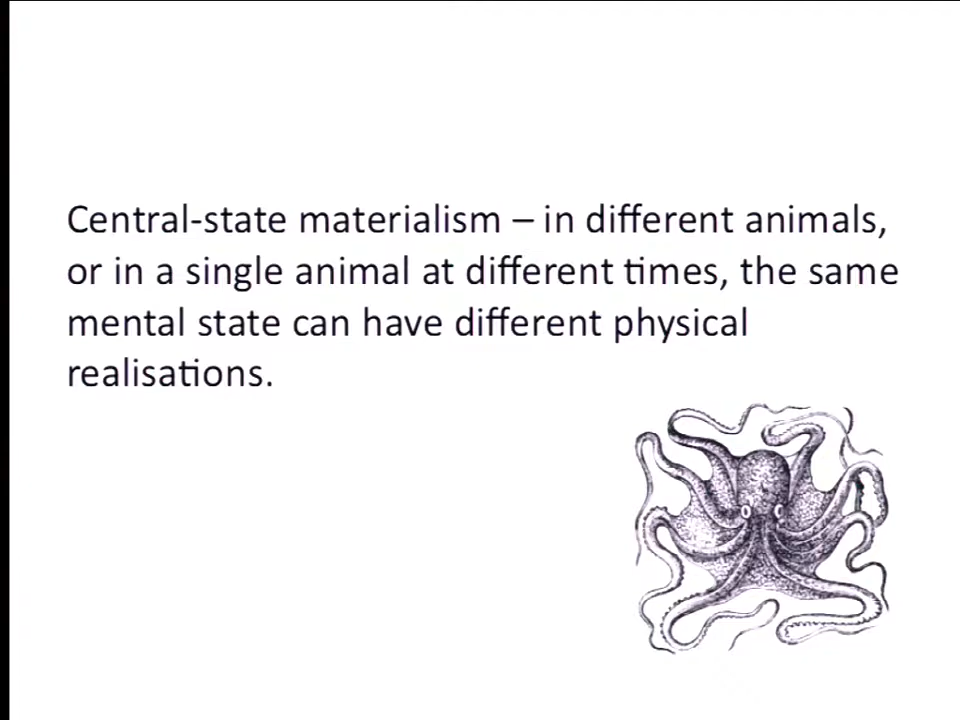 Central-state materialism – in different animals,
or in a single animal at different times, the same
mental state can have different physical
realisations.